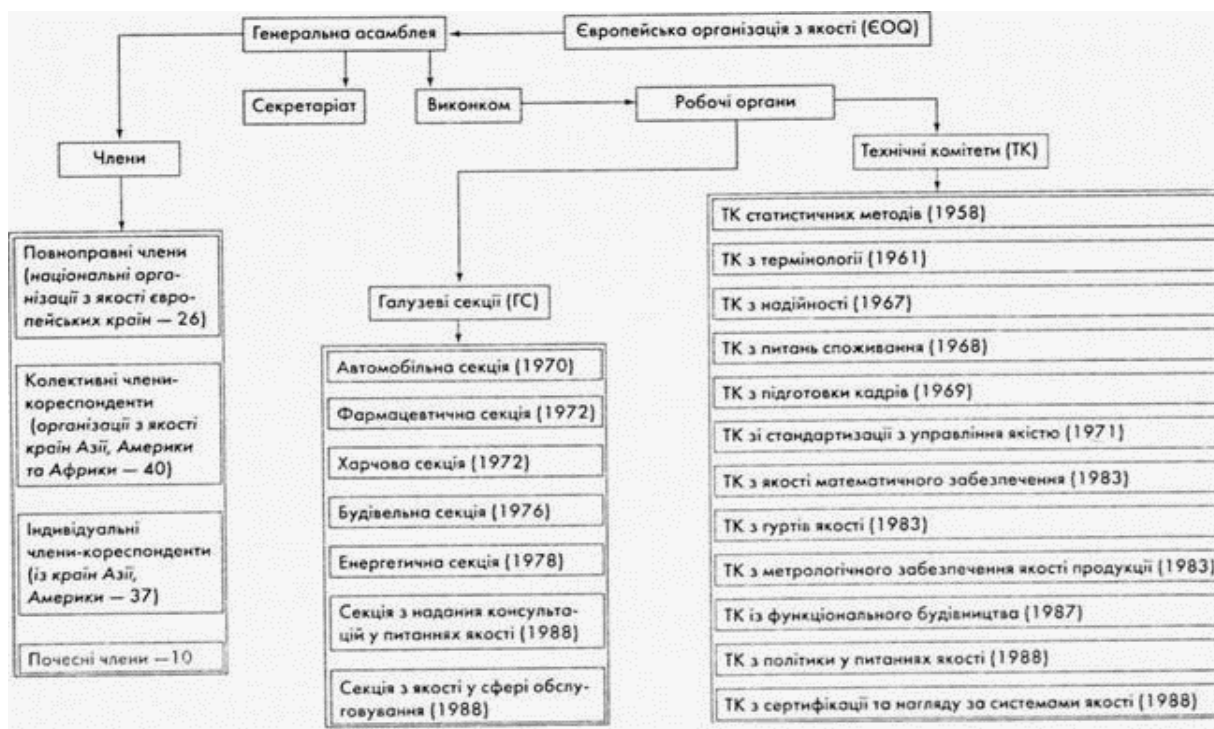 Генеральна асамблея
Європейська організація з якості (ЄОQ)
Секретаріат
Виконком
Робочі органи
Члени
Технічні комітети (ТК)
Повноправні члени
(національні орга-
нізації з якості євро-
пейських країн — 26)
Колективні члени-
кореспонденти
(організації з якості
країн Азії, Америки
та Африки — 40)
Індивідуальні
члени-кореспонденти
(із країн Азії,
Америки — 37)
Почесні члени —10
Галузеві секції (ГС)
Автомобільна секція (1970)
Фармацевтична секція (1972)
Харчова секція (1972)
Будівельна секція (1976)
Енергетична секція (1978)
Секція з надання консульта-
цій у питаннях якості (1988)
Секція з якості у сфері обслу-
говування (1988)
ТК статистичних методів (1958)
ТК з термінології (1961)
ТК з надійності (1967)
ТК з питань споживання (1968)
ТК з підготовки кадрів (1969)
ТК зі стандартизації з управління якістю (1971)
ТК з якості математичного забезпечення (1983)
ТК з гуртів якості (1983)
ТК з метрологічного забезпечення якості продукції (1983)
ТК із функціонального будівництва (1987)
ТК з політики у питаннях якості (1988)
ТК з сертифікації та нагляду за системами якості (1988)